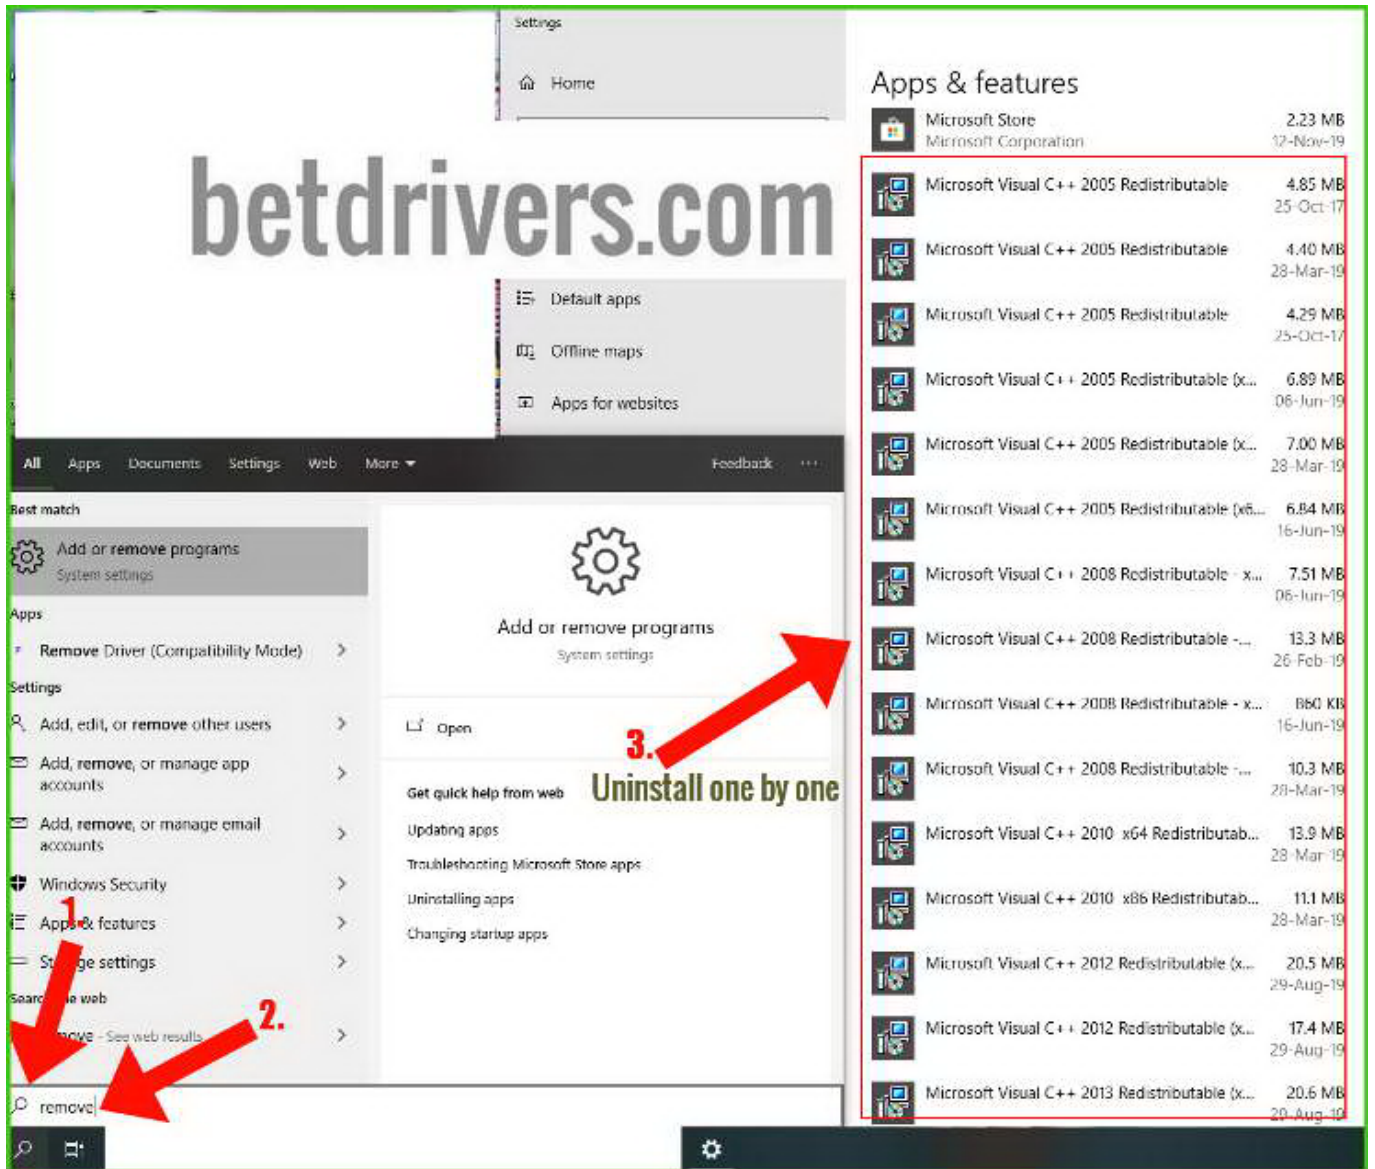 Settings
Home
betdrivers.com
Default apps
Offline maps
Apps for websites
All Apps Documents Settings Web More Feedback ...
Best match
Add or remove programs
System settings
Apps
Remove Driver (Compatibility Mode)
Settings
Add, edit, or remove other users
Add, remove, or manage app
accounts
Add, remove, or manage email
accounts
Windows Security
1.
Apps & features
settings
web
- See web results
2.
remove
Add or remove programs
System settings
Open
3.
Uninstall one by one
Get quick help from web
Updating apps
Troubleshooting Microsoft Store apps
Uninstalling apps
Changing startup apps
Apps & features
Microsoft Store 2.23 MB
Microsoft Corporation 12-Nov-19
Microsoft Visual C++ 2005 Redistributable 4.85 MB
25-Oct-17
Microsoft Visual C++ 2005 Redistributable 4.40 MB
28-Mar-19
Microsoft Visual C++ 2005 Redistributable 4.29 MB
25-Oct-17
Microsoft Visual C++ 2005 Redistributable (x... 6.89 MB
06-Jun-19
Microsoft Visual C++ 2005 Redistributable (x... 7.00 MB
28-Mar-19
Microsoft Visual C++ 2005 Redistributable (x6... 6.84 MB
16-Jun-19
Microsoft Visual C++ 2008 Redistributable - x... 7.51 MB
06-Jun-19
Microsoft Visual C++ 2008 Redistributable -... 13.3 MB
26-Feb-19
Microsoft Visual C++ 2008 Redistributable - x... 860 KB
16-Jun-19
Microsoft Visual C++ 2008 Redistributable -... 10.3 MB
28-Mar-19
Microsoft Visual C++ 2010 x64 Redistributab... 13.9 MB
28-Mar-19
Microsoft Visual C++ 2010 x86 Redistributab... 11.1 MB
28-Mar-19
Microsoft Visual C++ 2012 Redistributable (x... 20.5 MB
29-Aug-19
Microsoft Visual C++ 2012 Redistributable (x... 17.4 MB
29-Aug-19
Microsoft Visual C++ 2013 Redistributable (x... 20.6 MB
29-Aug-19